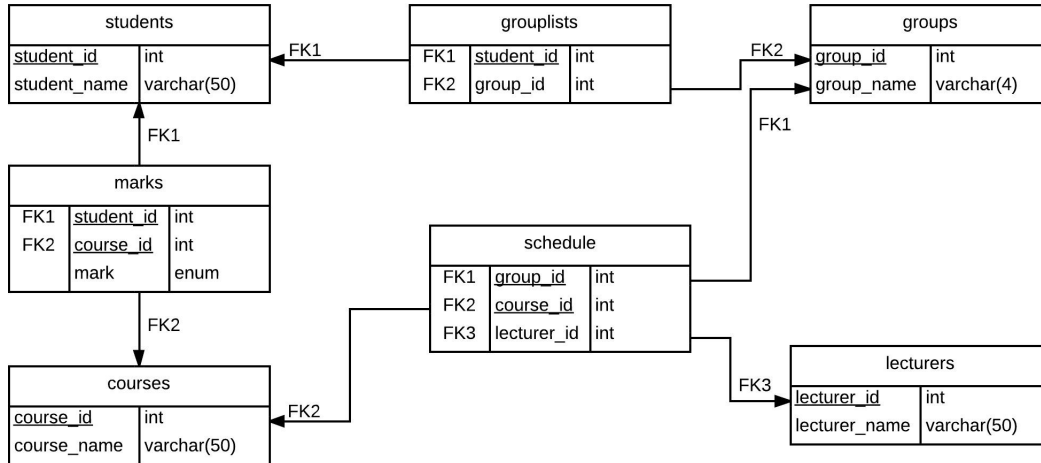 students
student_id int
student_name varchar(50)
FK1
grouplists
FK1 student_id int
FK2 group_id int
FK2
groups
group_id int
group_name varchar(4)
FK1
FK1
marks
FK1 student_id int
FK2 course_id int
mark enum
FK2
schedule
FK1 group_id int
FK2 course_id int
FK3 lecturer_id int
courses
course_id int
course_name varchar(50)
FK2
FK3
lecturers
lecturer_id int
lecturer_name varchar(50)